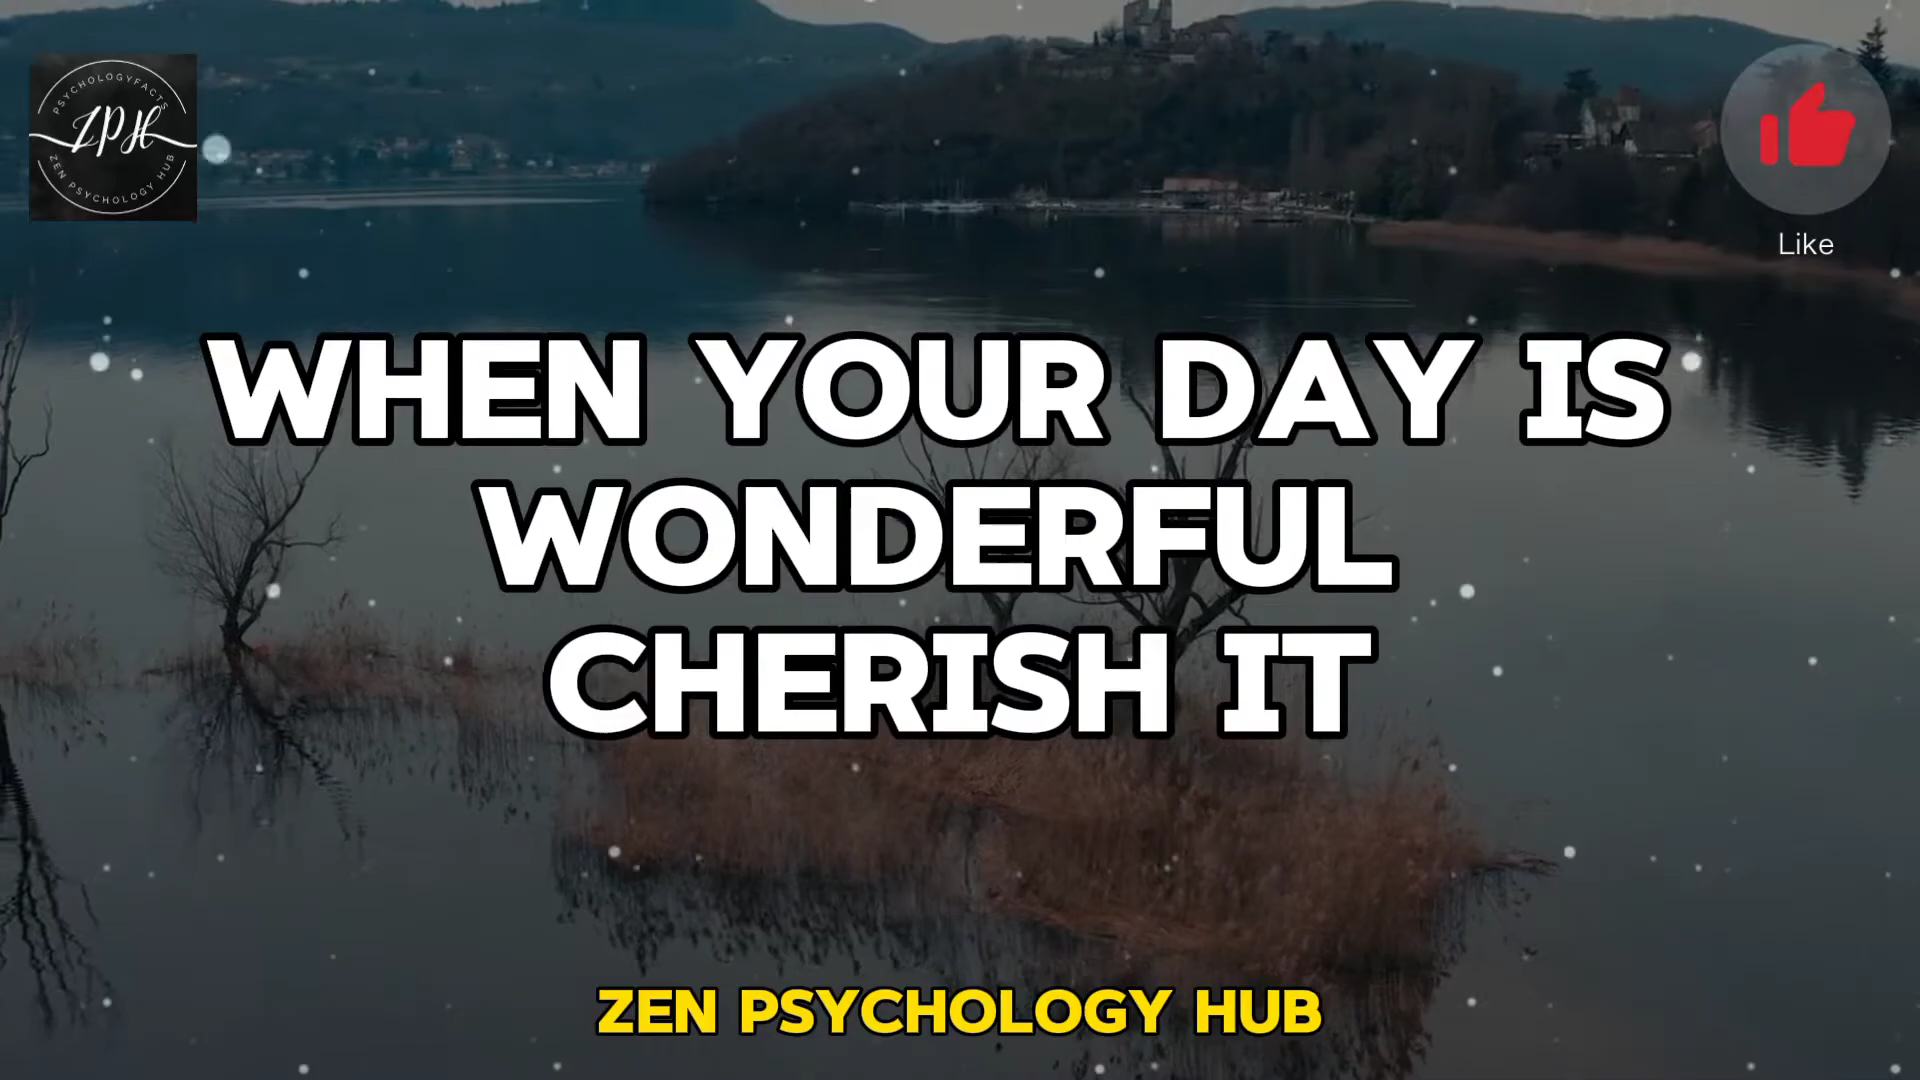 PSYCHOLOGYFACTS
ZPH
ZEN PSYCHOLOGY HUB
Like
WHEN YOUR DAY IS
WONDERFUL
CHERISH IT
ZEN PSYCHOLOGY HUB